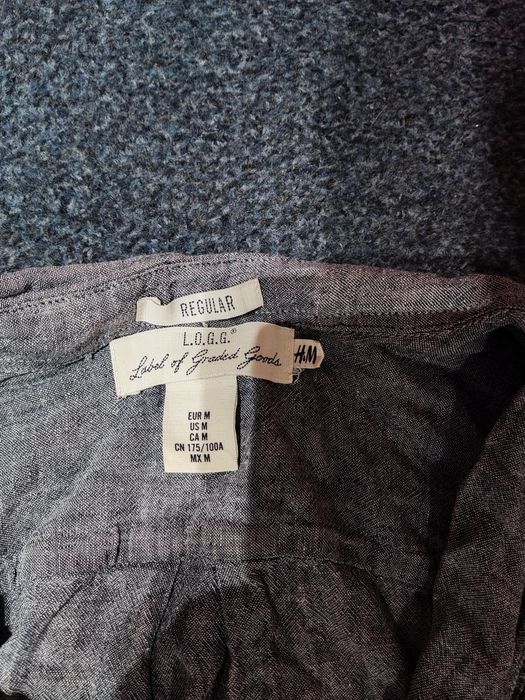 REGULAR
L.O.G.G.®
Label of Graded Goods
H&M
EUR M
US M
CA M
CN 175/100A
MX M